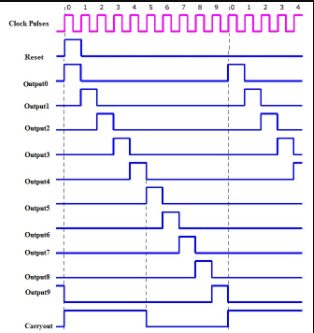 0 1 2 3 4 5 6 7 8 9 0 1 2 3 4
Clock Pulses
Reset
Output0
Output1
Output2
Output3
Output4
Output5
Output6
Output7
Output8
Output9
Carryout